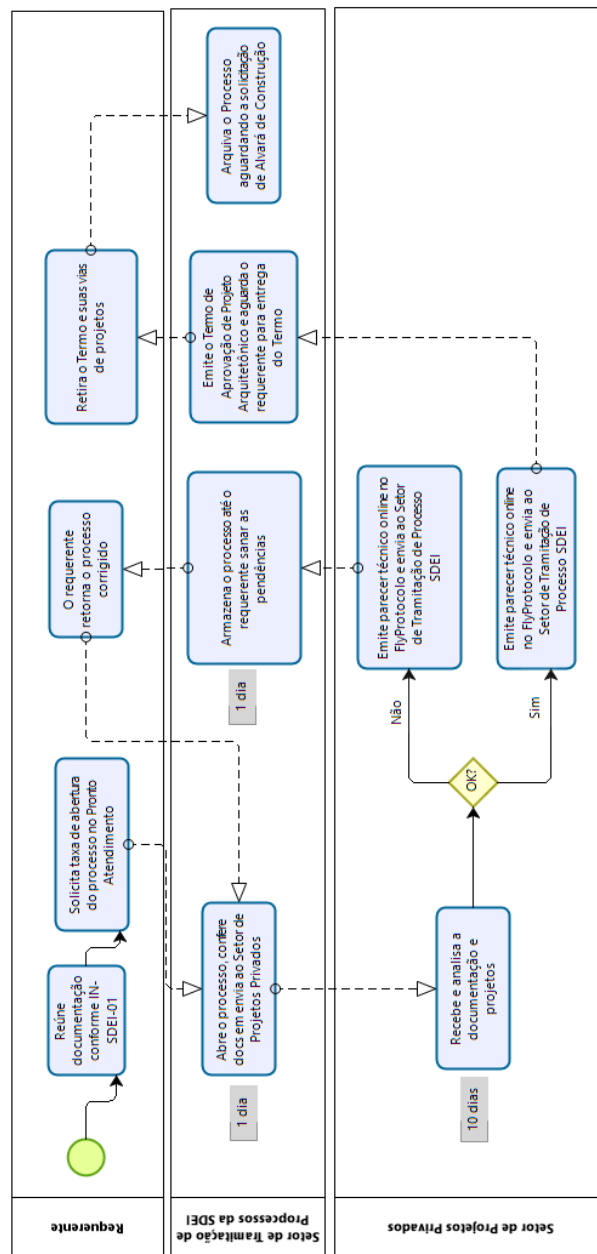 Requerente
Reúne
documentação
conforme IN-
SDEI-01
Solicita taxa de abertura
do processo no Pronto
Atendimento
O requerente
retorna o processo
corrigido
Retira o Termo e suas vias
de projetos
Setor de Tramitação de
Propcessos da SDEI
Abre o processo, confere
docs em envia ao Setor de
Projetos Privados
1 dia
Armazena o processo até o
requerente sanar as
pendências
1 dia
Emite o Termo de
Aprovação de Projeto
Arquitetônico e aguarda o
requerente para entrega
do Termo
Arquiva o Processo
aguardando a solicitação
de Alvará de Construção
Setor de Projetos Privados
Recebe e analisa a
documentação e
projetos
10 dias
OK?
Não
Emite parecer técnico online no
FlyProtocolo e envia ao Setor
de Tramitação de Processo
SDEI
Sim
Emite parecer técnico online
no FlyProtocolo e envia ao
Setor de Tramitação de
Processo SDEI